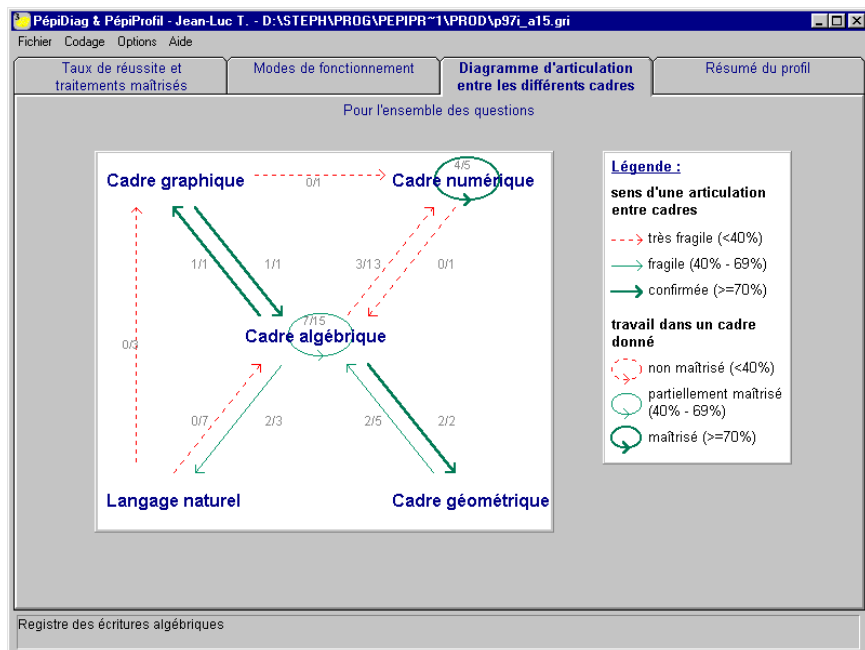 PépiDiag & PépiProfil - Jean-Luc T. - D:\STEPH\PROG\PEPIPR~1\PROD\p97i_a15.gri
Fichier Codage Options Aide
Taux de réussite et
traitements maîtrisés
Modes de fonctionnement
Diagramme d'articulation
entre les différents cadres
Résumé du profil
Pour l'ensemble des questions
4/5
Cadre graphique
0/1
Cadre numérique
1/1
1/1
3/13
0/1
7/15
Cadre algébrique
0/3
0/7
2/3
2/5
2/2
Langage naturel
Cadre géométrique
Légende :
sens d'une articulation
entre cadres
très fragile (<40%)
fragile (40% - 69%)
confirmée (>=70%)
travail dans un cadre
donné
non maîtrisé (<40%)
partiellement maîtrisé
(40% - 69%)
maîtrisé (>=70%)
Registre des écritures algébriques